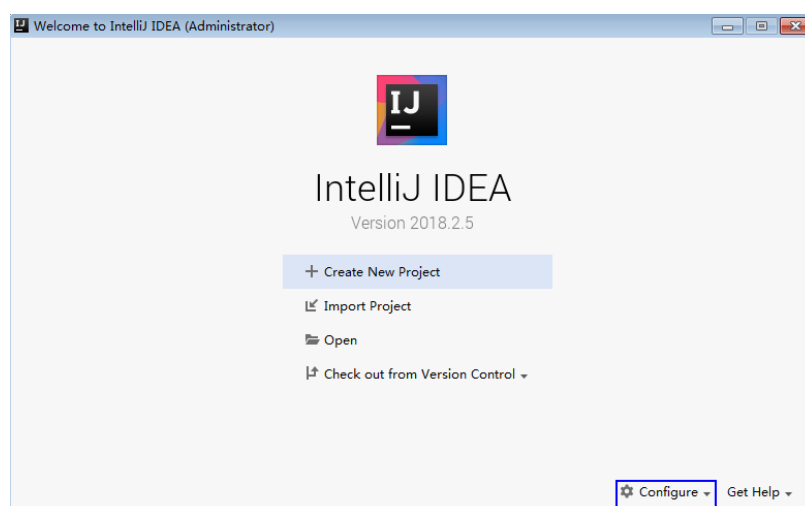 Welcome to IntelliJ IDEA (Administrator)
IJ
IntelliJ IDEA
Version 2018.2.5
Create New Project
Import Project
Open
Check out from Version Control
Configure
Get Help